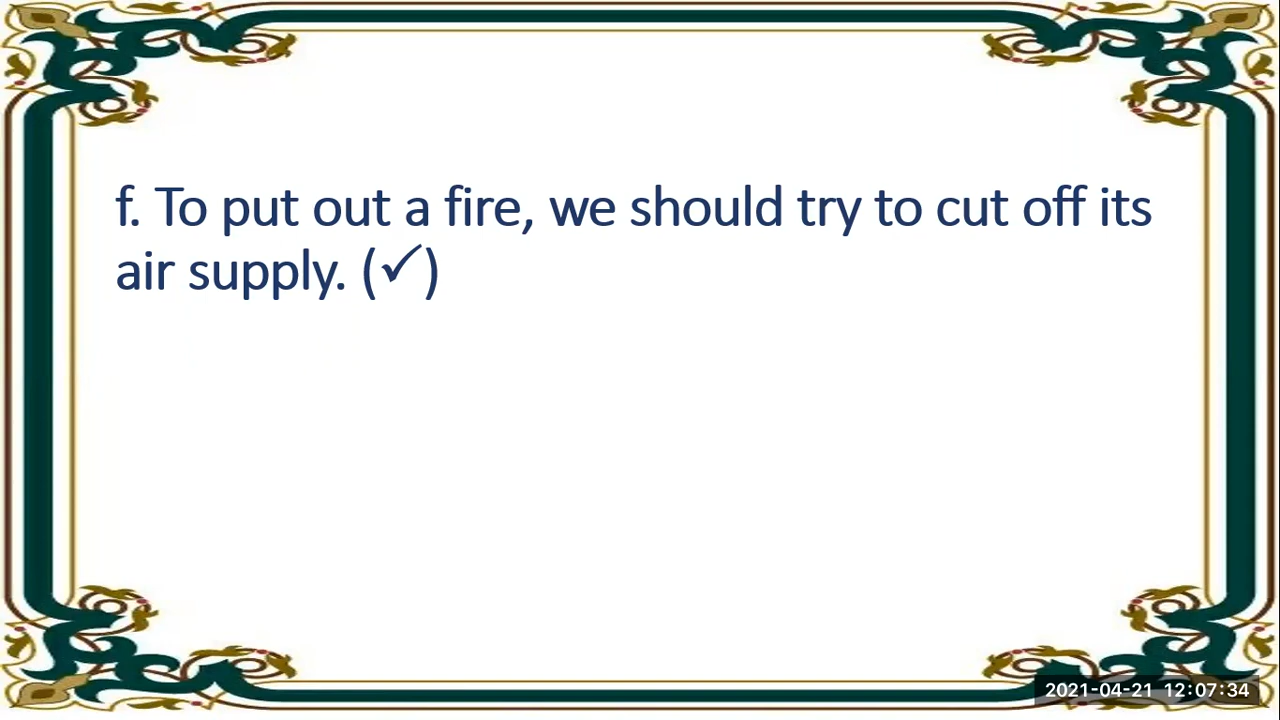 f. To put out a fire, we should try to cut off its
air supply. (✓)
2021-04-21 12:07:34